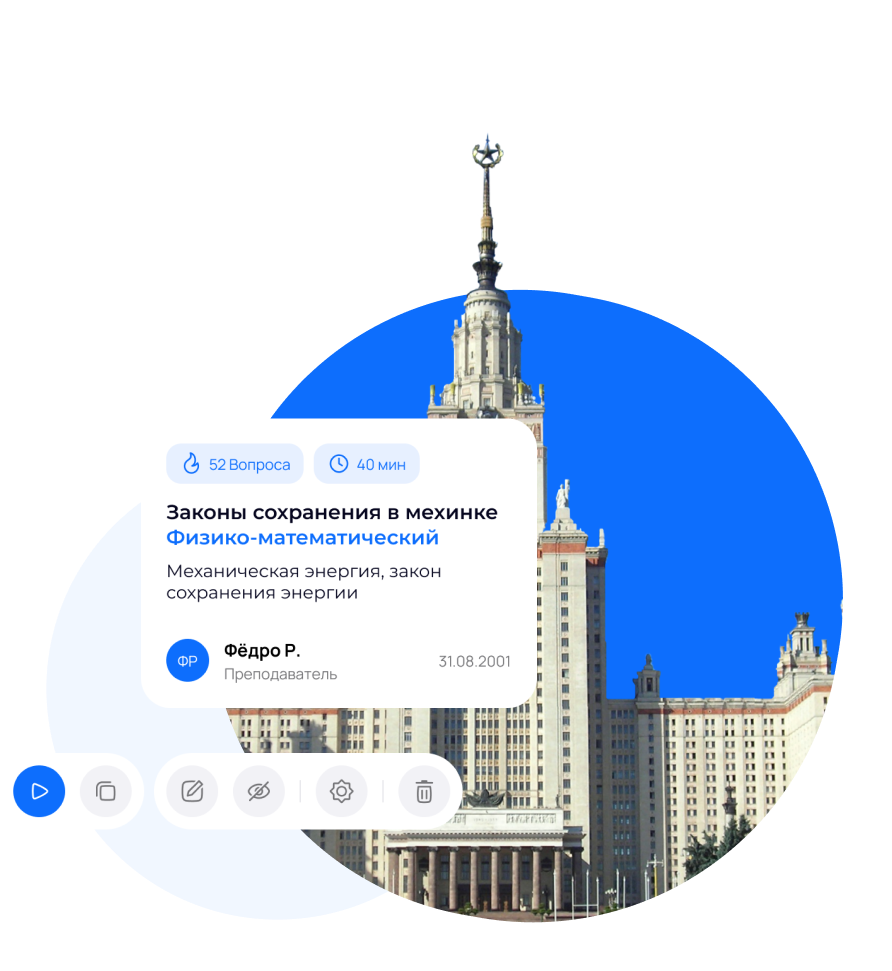 52 Вопроса
40 мин
Законы сохранения в мехинке
Физико-математический
Механическая энергия, закон
сохранения энергии
ФР
Фёдро Р.
Преподаватель
31.08.2001